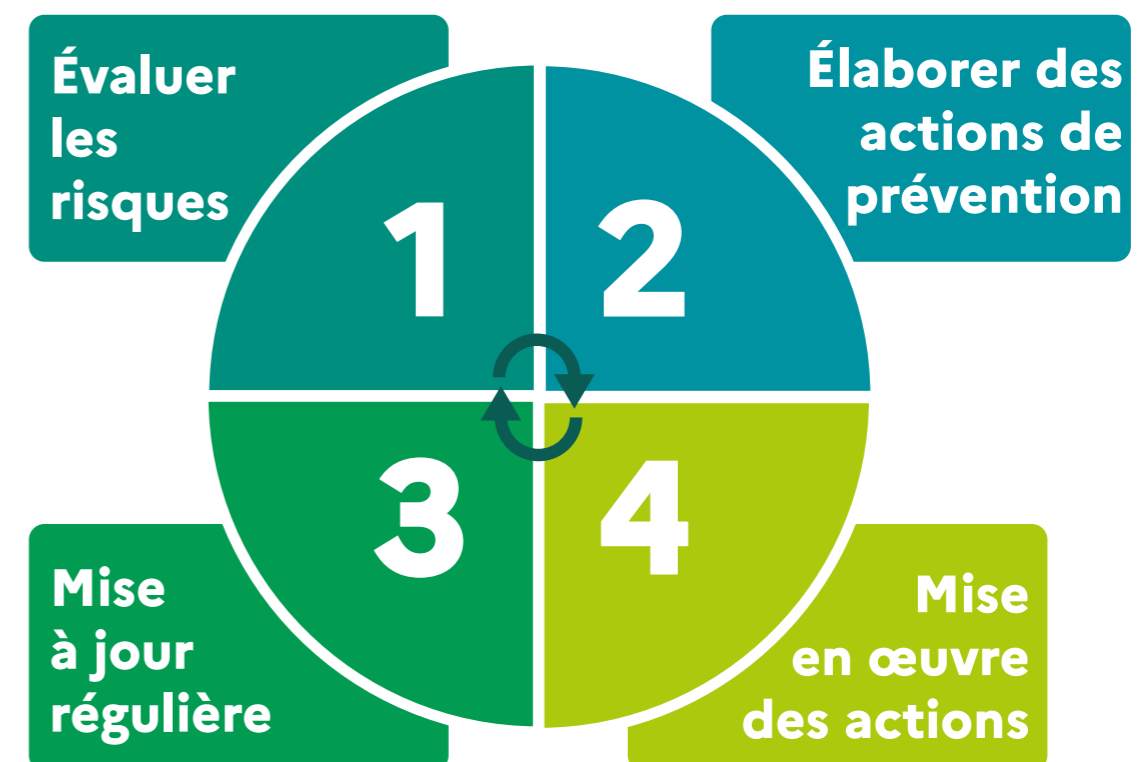 Évaluer
les
risques
1
Élaborer des
actions de
prévention
2
Mise
à jour
régulière
3
Mise
en œuvre
des actions
4